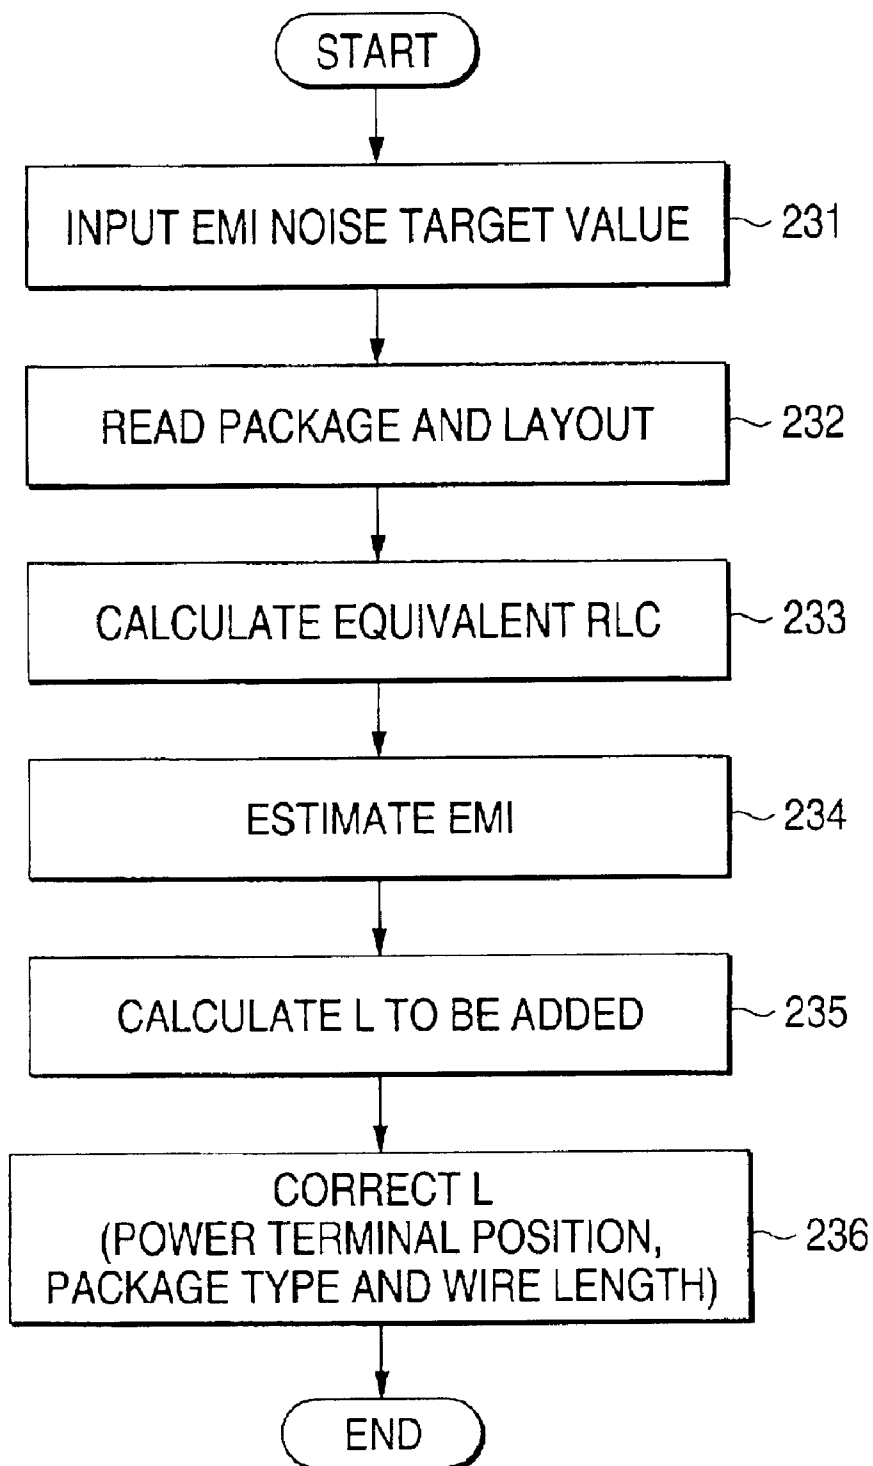 START
INPUT EMI NOISE TARGET VALUE
231
READ PACKAGE AND LAYOUT
232
CALCULATE EQUIVALENT RLC
233
ESTIMATE EMI
234
CALCULATE L TO BE ADDED
235
CORRECT L
(POWER TERMINAL POSITION,
PACKAGE TYPE AND WIRE LENGTH)
236
END